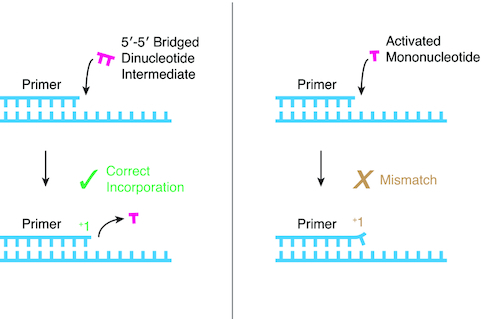 5′-5′ Bridged
Dinucleotide
Intermediate
Primer
Correct
Incorporation
Primer
+1
Activated
Mononucleotide
Primer
Mismatch
Primer
+1